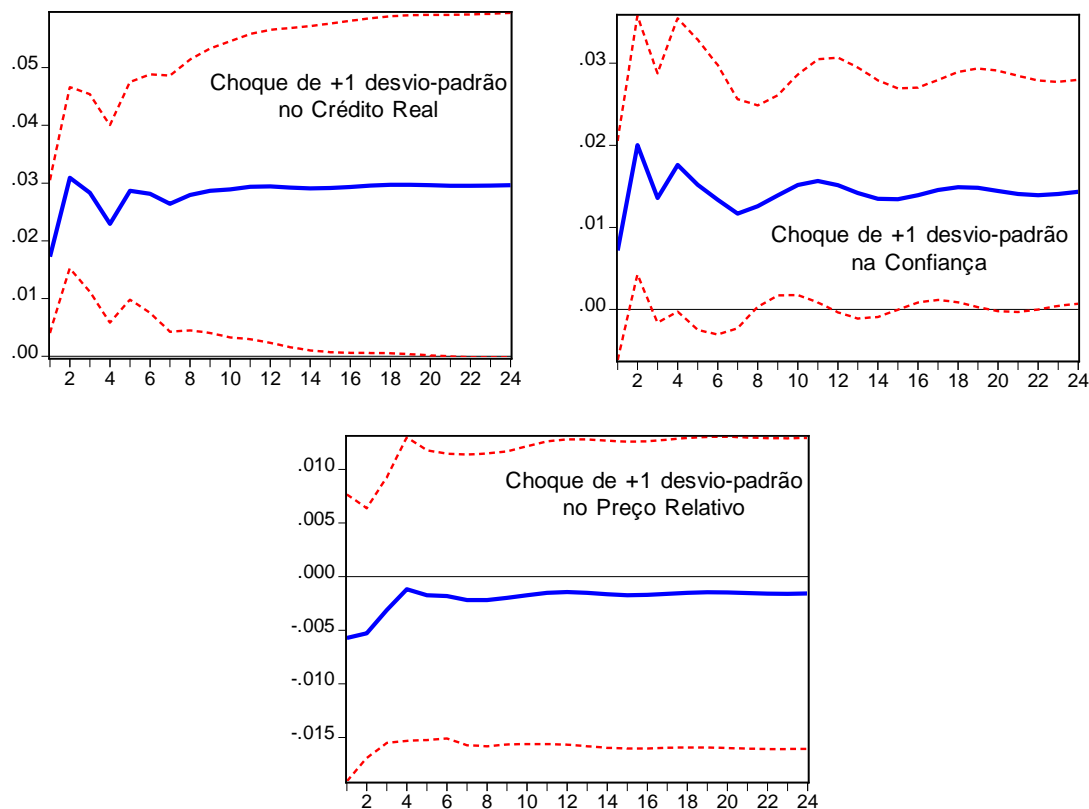 .05
.04
.03
.02
.01
.00
Choque de +1 desvio-padrão
no Crédito Real
2 4 6 8 10 12 14 16 18 20 22 24
.03
.02
.01
.00
Choque de +1 desvio-padrão
na Confiança
2 4 6 8 10 12 14 16 18 20 22 24
.010
.005
.000
-.005
-.010
-.015
Choque de +1 desvio-padrão
no Preço Relativo
2 4 6 8 10 12 14 16 18 20 22 24